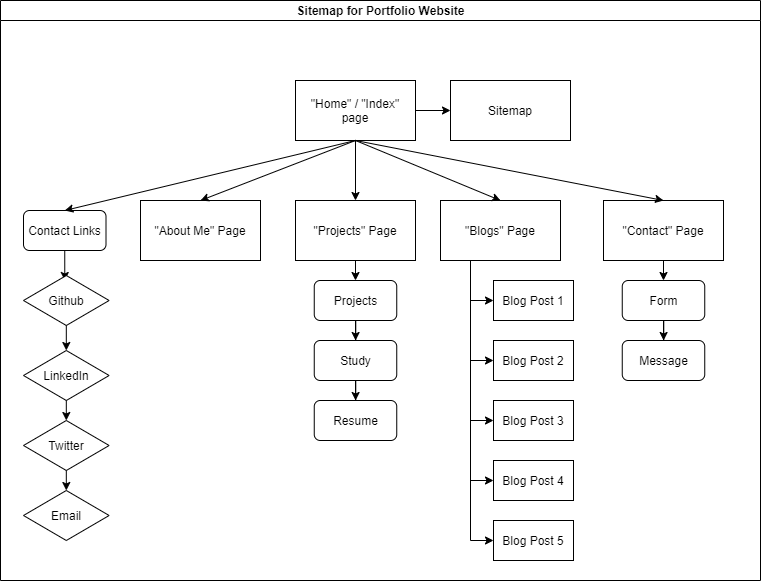 Sitemap for Portfolio Website
"Home" / "Index"
page
Sitemap
Contact Links
"About Me" Page
"Projects" Page
"Blogs" Page
"Contact" Page
Github
LinkedIn
Twitter
Email
Projects
Study
Resume
Blog Post 1
Blog Post 2
Blog Post 3
Blog Post 4
Blog Post 5
Form
Message